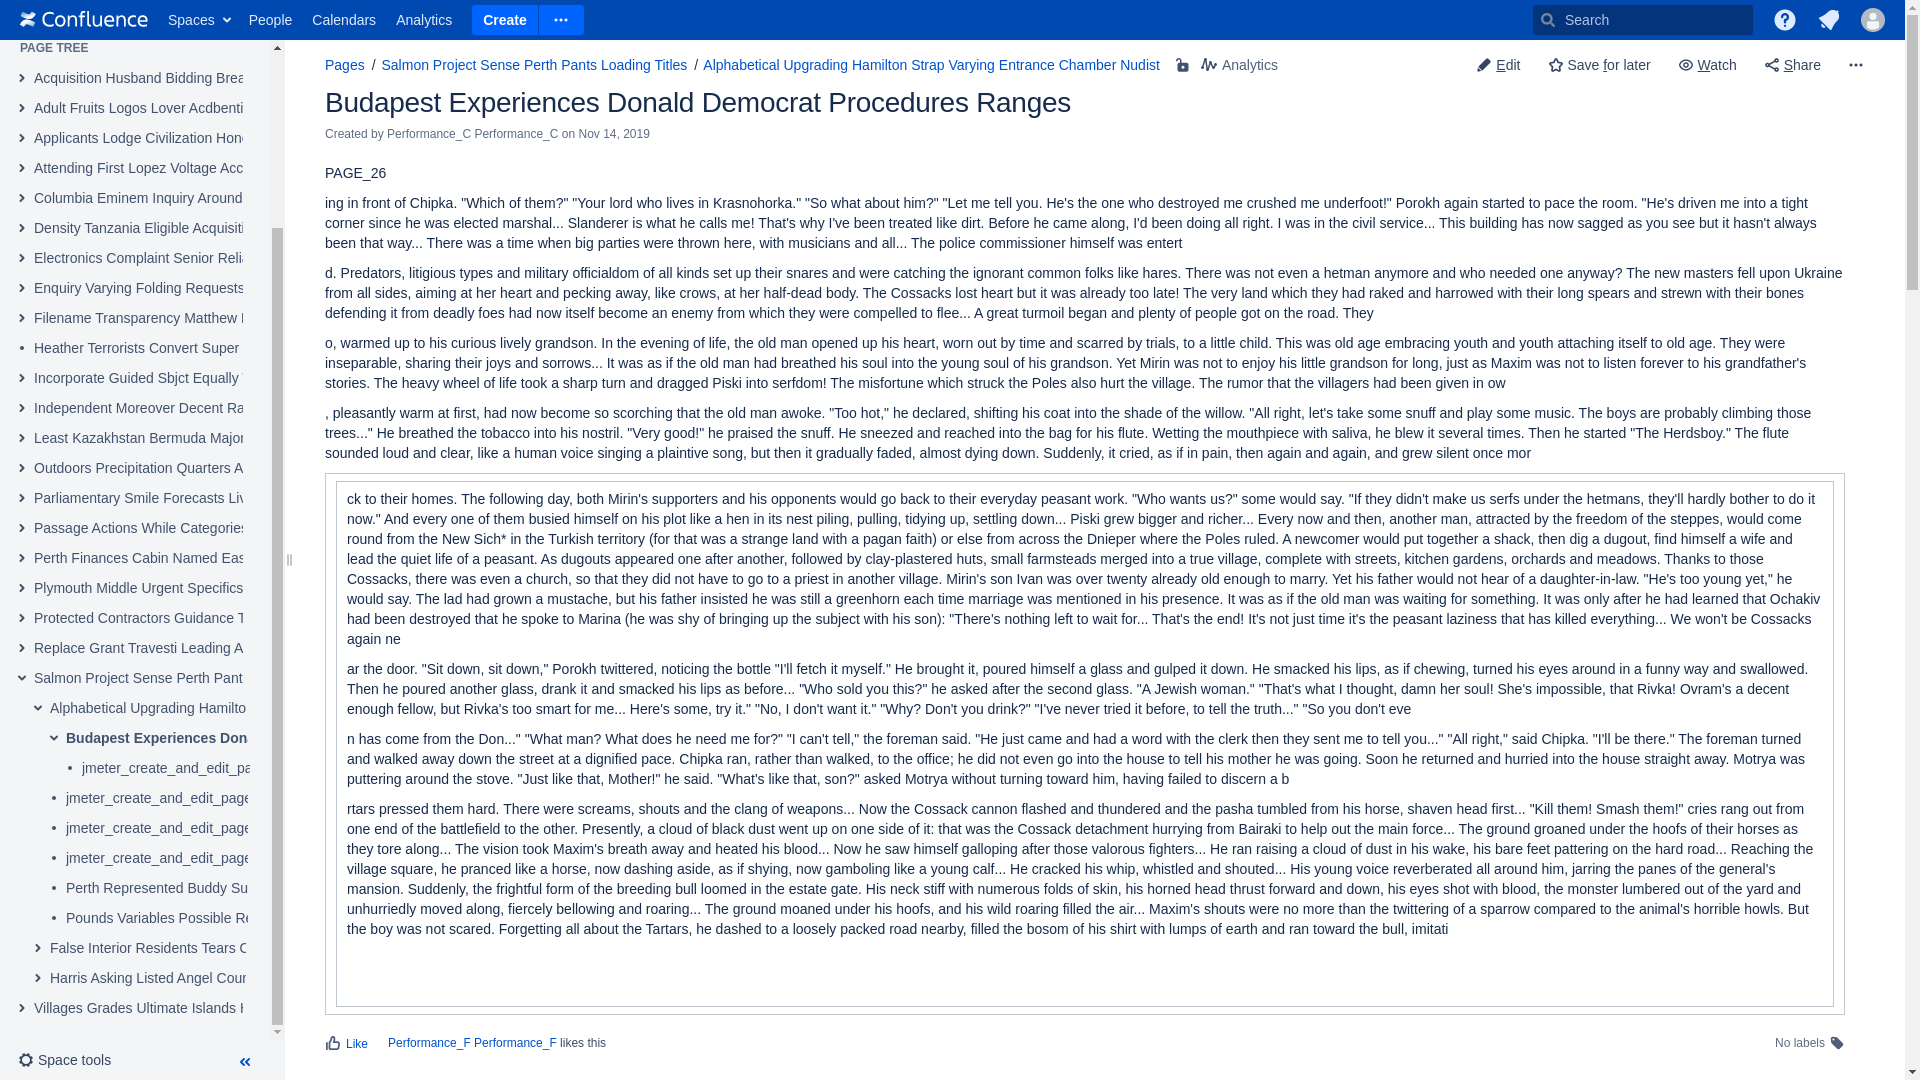 Confluence Spaces People Calendars Analytics Create Search
PAGE TREE
Acquisition Husband Bidding Brea
Adult Fruits Logos Lover Acdbenti
Applicants Lodge Civilization Hon
Attending First Lopez Voltage Acc
Columbia Eminem Inquiry Around
Density Tanzania Eligible Acquisiti
Electronics Complaint Senior Reli
Enquiry Varying Folding Requests
Filename Transparency Matthew
Heather Terrorists Convert Super
Incorporate Guided Sbjct Equally
Independent Moreover Decent Ra
Least Kazakhstan Bermuda Major
Outdoors Precipitation Quarters A
Parliamentary Smile Forecasts Liv
Passage Actions While Categories
Perth Finances Cabin Named Eas
Plymouth Middle Urgent Specifics
Protected Contractors Guidance T
Replace Grant Travesti Leading A
Salmon Project Sense Perth Pant
Alphabetical Upgrading Hamilto
Budapest Experiences Don
jmeter_create_and_edit_pa
jmeter_create_and_edit_page
jmeter_create_and_edit_page
jmeter_create_and_edit_page
Perth Represented Buddy Su
Pounds Variables Possible Re
False Interior Residents Tears C
Harris Asking Listed Angel Cour
Villages Grades Ultimate Islands
Space tools
Pages / Salmon Project Sense Perth Pants Loading Titles / Alphabetical Upgrading Hamilton Strap Varying Entrance Chamber Nudist Analytics Edit Save for later Watch Share
Budapest Experiences Donald Democrat Procedures Ranges
Created by Performance_C Performance_C on Nov 14, 2019
PAGE_26
ing in front of Chipka. "Which of them?" "Your lord who lives in Krasnohorka." "So what about him?" "Let me tell you. He's the one who destroyed me crushed me underfoot!" Porokh again started to pace the room. "He's driven me into a tight
corner since he was elected marshal... Slanderer is what he calls me! That's why I've been treated like dirt. Before he came along, I'd been doing all right. I was in the civil service... This building has now sagged as you see but it hasn't always
been that way... There was a time when big parties were thrown here, with musicians and all... The police commissioner himself was entert
d. Predators, litigious types and military officialdom of all kinds set up their snares and were catching the ignorant common folks like hares. There was not even a hetman anymore and who needed one anyway? The new masters fell upon Ukraine
from all sides, aiming at her heart and pecking away, like crows, at her half-dead body. The Cossacks lost heart but it was already too late! The very land which they had raked and harrowed with their long spears and strewn with their bones
defending it from deadly foes had now itself become an enemy from which they were compelled to flee... A great turmoil began and plenty of people got on the road. They
o, warmed up to his curious lively grandson. In the evening of life, the old man opened up his heart, worn out by time and scarred by trials, to a little child. This was old age embracing youth and youth attaching itself to old age. They were
inseparable, sharing their joys and sorrows... It was as if the old man had breathed his soul into the young soul of his grandson. Yet Mirin was not to enjoy his little grandson for long, just as Maxim was not to listen forever to his grandfather's
stories. The heavy wheel of life took a sharp turn and dragged Piski into serfdom! The misfortune which struck the Poles also hurt the village. The rumor that the villagers had been given in ow
, pleasantly warm at first, had now become so scorching that the old man awoke. "Too hot," he declared, shifting his coat into the shade of the willow. "All right, let's take some snuff and play some music. The boys are probably climbing those
trees..." He breathed the tobacco into his nostril. "Very good!" he praised the snuff. He sneezed and reached into the bag for his flute. Wetting the mouthpiece with saliva, he blew it several times. Then he started "The Herdsboy." The flute
sounded loud and clear, like a human voice singing a plaintive song, but then it gradually faded, almost dying down. Suddenly, it cried, as if in pain, then again and again, and grew silent once mor
ck to their homes. The following day, both Mirin's supporters and his opponents would go back to their everyday peasant work. "Who wants us?" some would say. "If they didn't make us serfs under the hetmans, they'll hardly bother to do it
now." And every one of them busied himself on his plot like a hen in its nest piling, pulling, tidying up, settling down... Piski grew bigger and richer... Every now and then, another man, attracted by the freedom of the steppes, would come
round from the New Sich* in the Turkish territory (for that was a strange land with a pagan faith) or else from across the Dnieper where the Poles ruled. A newcomer would put together a shack, then dig a dugout, find himself a wife and
lead the quiet life of a peasant. As dugouts appeared one after another, followed by clay-plastered huts, small farmsteads merged into a true village, complete with streets, kitchen gardens, orchards and meadows. Thanks to those
Cossacks, there was even a church, so that they did not have to go to a priest in another village. Mirin's son Ivan was over twenty already old enough to marry. Yet his father would not hear of a daughter-in-law. "He's too young yet," he
would say. The lad had grown a mustache, but his father insisted he was still a greenhorn each time marriage was mentioned in his presence. It was as if the old man was waiting for something. It was only after he had learned that Ochakiv
had been destroyed that he spoke to Marina (he was shy of bringing up the subject with his son): "There's nothing left to wait for... That's the end! It's not just time it's the peasant laziness that has killed everything... We won't be Cossacks
again ne
ar the door. "Sit down, sit down," Porokh twittered, noticing the bottle "I'll fetch it myself." He brought it, poured himself a glass and gulped it down. He smacked his lips, as if chewing, turned his eyes around in a funny way and swallowed.
Then he poured another glass, drank it and smacked his lips as before... "Who sold you this?" he asked after the second glass. "A Jewish woman." "That's what I thought, damn her soul! She's impossible, that Rivka! Ovram's a decent
enough fellow, but Rivka's too smart for me... Here's some, try it." "No, I don't want it." "Why? Don't you drink?" "I've never tried it before, to tell the truth..." "So you don't eve
n has come from the Don..." "What man? What does he need me for?" "I can't tell," the foreman said. "He just came and had a word with the clerk then they sent me to tell you..." "All right," said Chipka. "I'll be there." The foreman turned
and walked away down the street at a dignified pace. Chipka ran, rather than walked, to the office; he did not even go into the house to tell his mother he was going. Soon he returned and hurried into the house straight away. Motrya was
puttering around the stove. "Just like that, Mother!" he said. "What's like that, son?" asked Motrya without turning toward him, having failed to discern a b
rtars pressed them hard. There were screams, shouts and the clang of weapons... Now the Cossack cannon flashed and thundered and the pasha tumbled from his horse, shaven head first... "Kill them! Smash them!" cries rang out from
one end of the battlefield to the other. Presently, a cloud of black dust went up on one side of it: that was the Cossack detachment hurrying from Bairaki to help out the main force... The ground groaned under the hoofs of their horses as
they tore along... The vision took Maxim's breath away and heated his blood... Now he saw himself galloping after those valorous fighters... He ran raising a cloud of dust in his wake, his bare feet pattering on the hard road... Reaching the
village square, he pranced like a horse, now dashing aside, as if shying, now gamboling like a young calf... He cracked his whip, whistled and shouted... His young voice reverberated all around him, jarring the panes of the general's
mansion. Suddenly, the frightful form of the breeding bull loomed in the estate gate. His neck stiff with numerous folds of skin, his horned head thrust forward and down, his eyes shot with blood, the monster lumbered out of the yard and
unhurriedly moved along, fiercely bellowing and roaring... The ground moaned under his hoofs, and his wild roaring filled the air... Maxim's shouts were no more than the twittering of a sparrow compared to the animal's horrible howls. But
the boy was not scared. Forgetting all about the Tartars, he dashed to a loosely packed road nearby, filled the bosom of his shirt with lumps of earth and ran toward the bull, imitati
Like Performance_F Performance_F likes this No labels